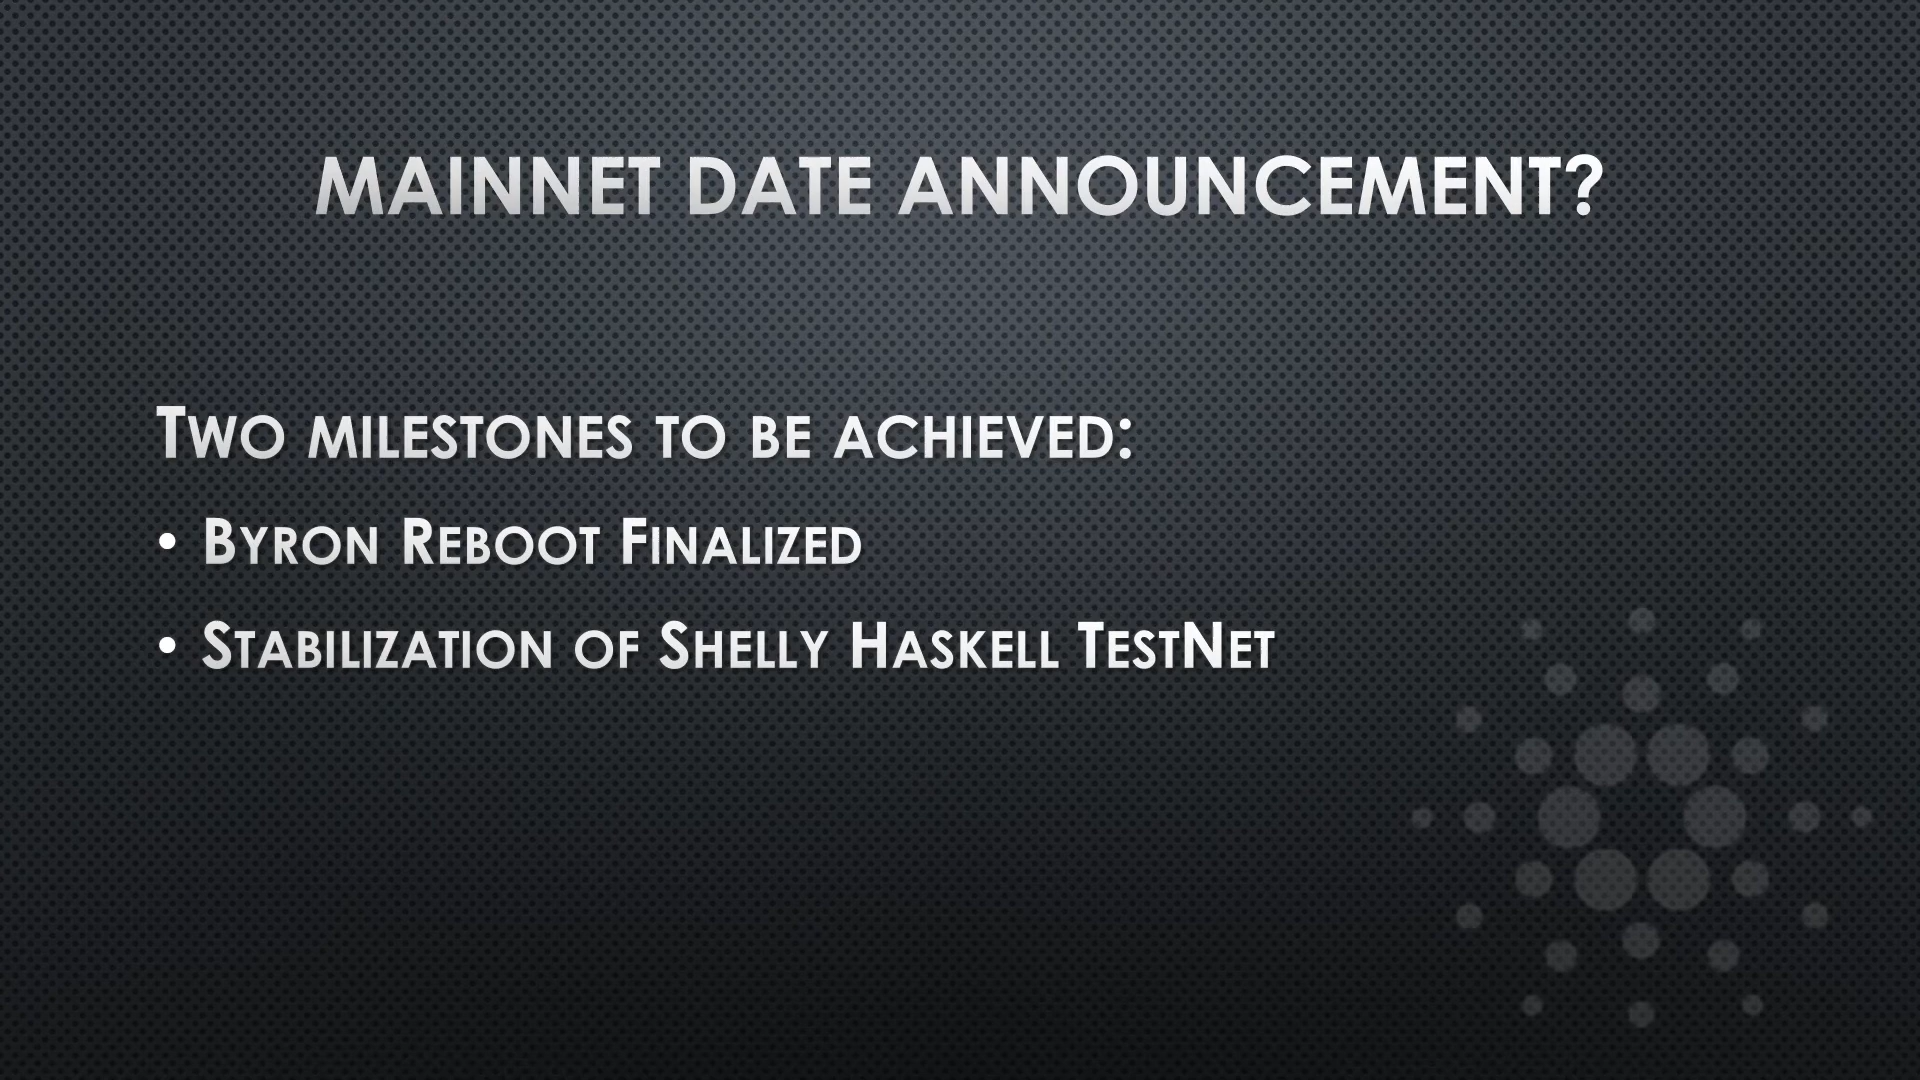 MAINNET DATE ANNOUNCEMENT?
TWO MILESTONES TO BE ACHIEVED:
• BYRON REBOOT FINALIZED
• STABILIZATION OF SHELLY HASKELL TESTNET